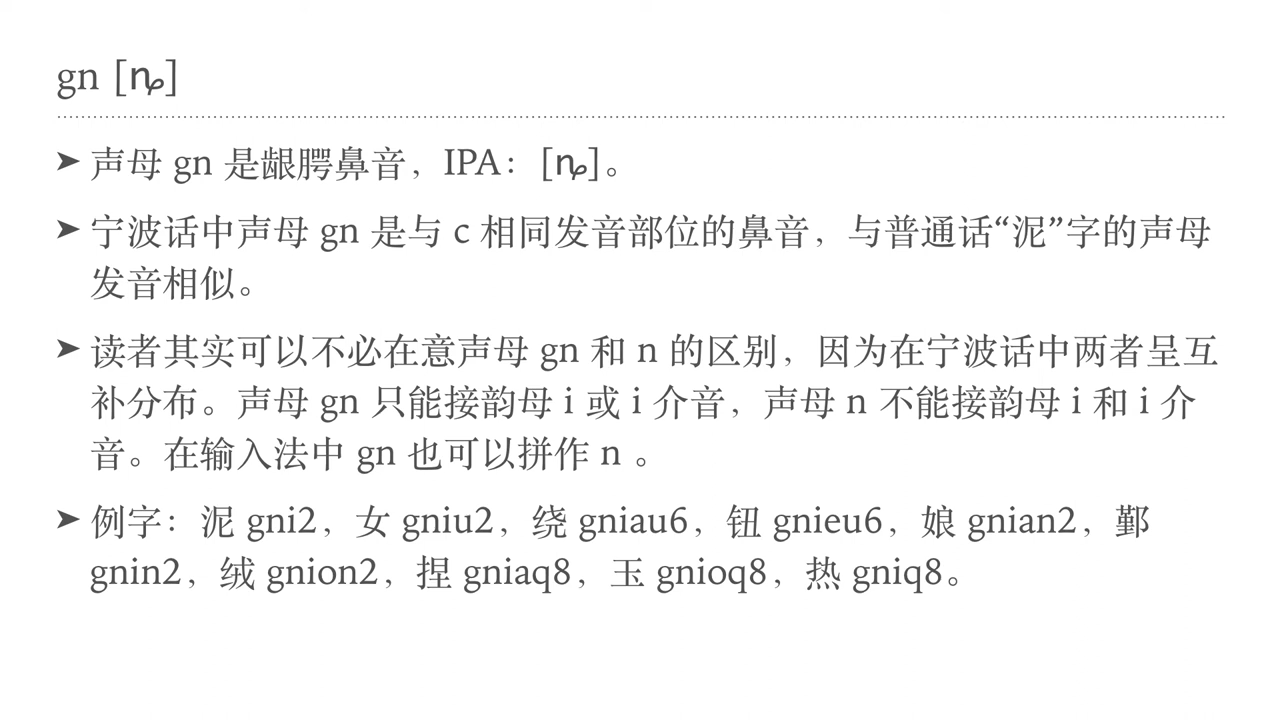 gn [ȵ]
➤ 声母 gn 是龈腭鼻音，IPA：[ȵ]。
➤ 宁波话中声母 gn 是与 c 相同发音部位的鼻音，与普通话“泥”字的声母
发音相似。
➤ 读者其实可以不必在意声母 gn 和 n 的区别，因为在宁波话中两者呈互
补分布。声母 gn 只能接韵母 i 或 i 介音，声母 n 不能接韵母 i 和 i 介
音。在输入法中 gn 也可以拼作 n 。
➤ 例字：泥 gni2，女 gniu2，绕 gniau6，钮 gnieu6，娘 gnian2，鄞
gnin2，绒 gnion2，捏 gniaq8，玉 gnioq8，热 gniq8。